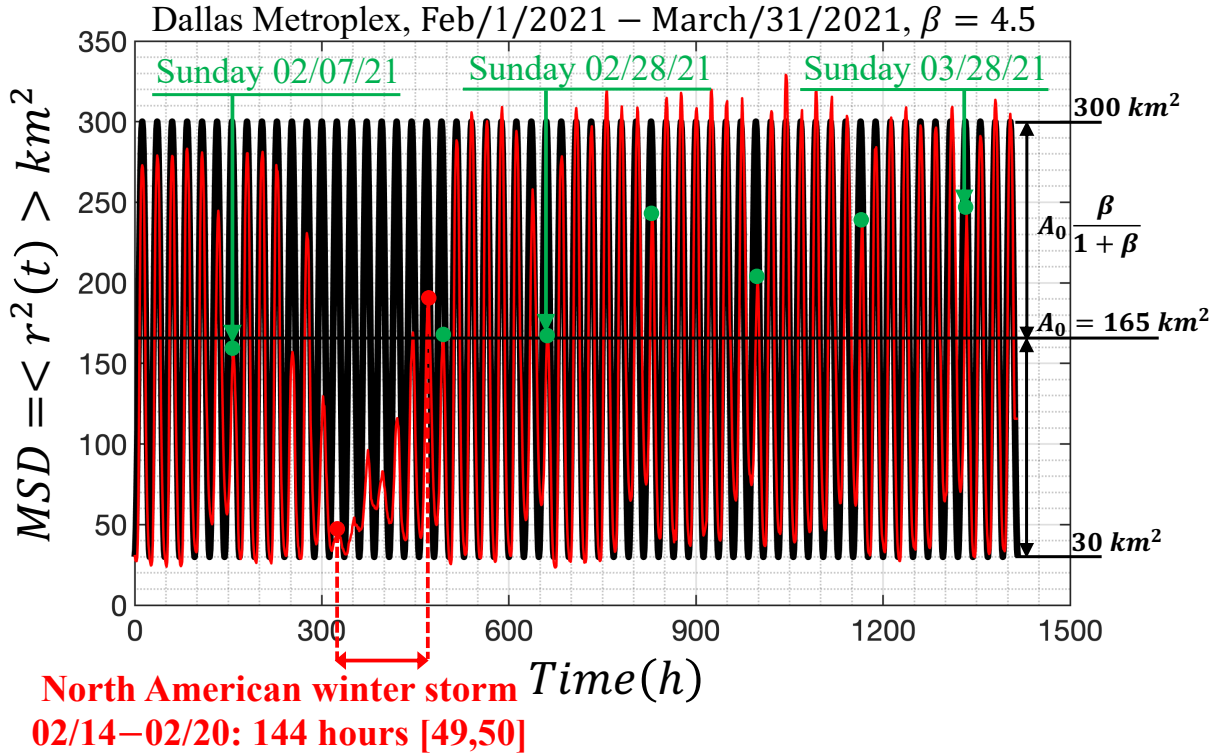 Dallas Metroplex, Feb/1/2021 − March/31/2021, β = 4.5
350
300
250
200
150
100
50
0
MSD =< r²(t) > km²
Sunday 02/07/21
Sunday 02/28/21
Sunday 03/28/21
300 km²
A₀ β/(1 + β)
A₀ = 165 km²
30 km²
0
300
600
900
1200
1500
Time(h)
North American winter storm
02/14−02/20: 144 hours [49,50]